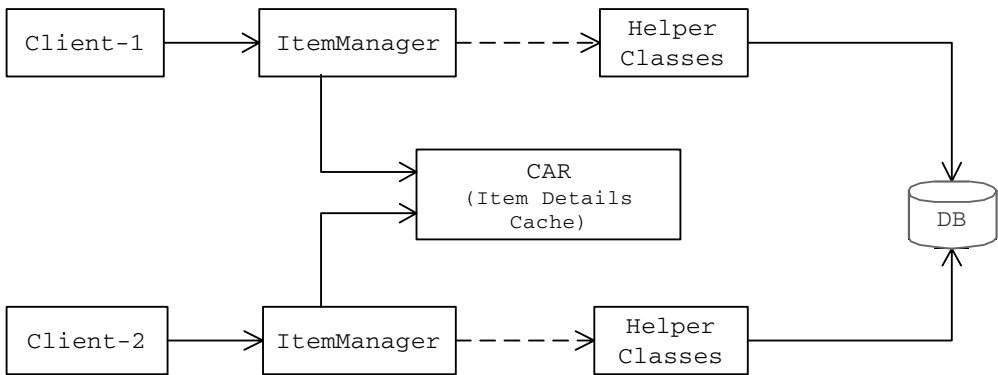 Client-1
ItemManager
Helper
Classes
CAR
(Item Details
Cache)
DB
Client-2
ItemManager
Helper
Classes